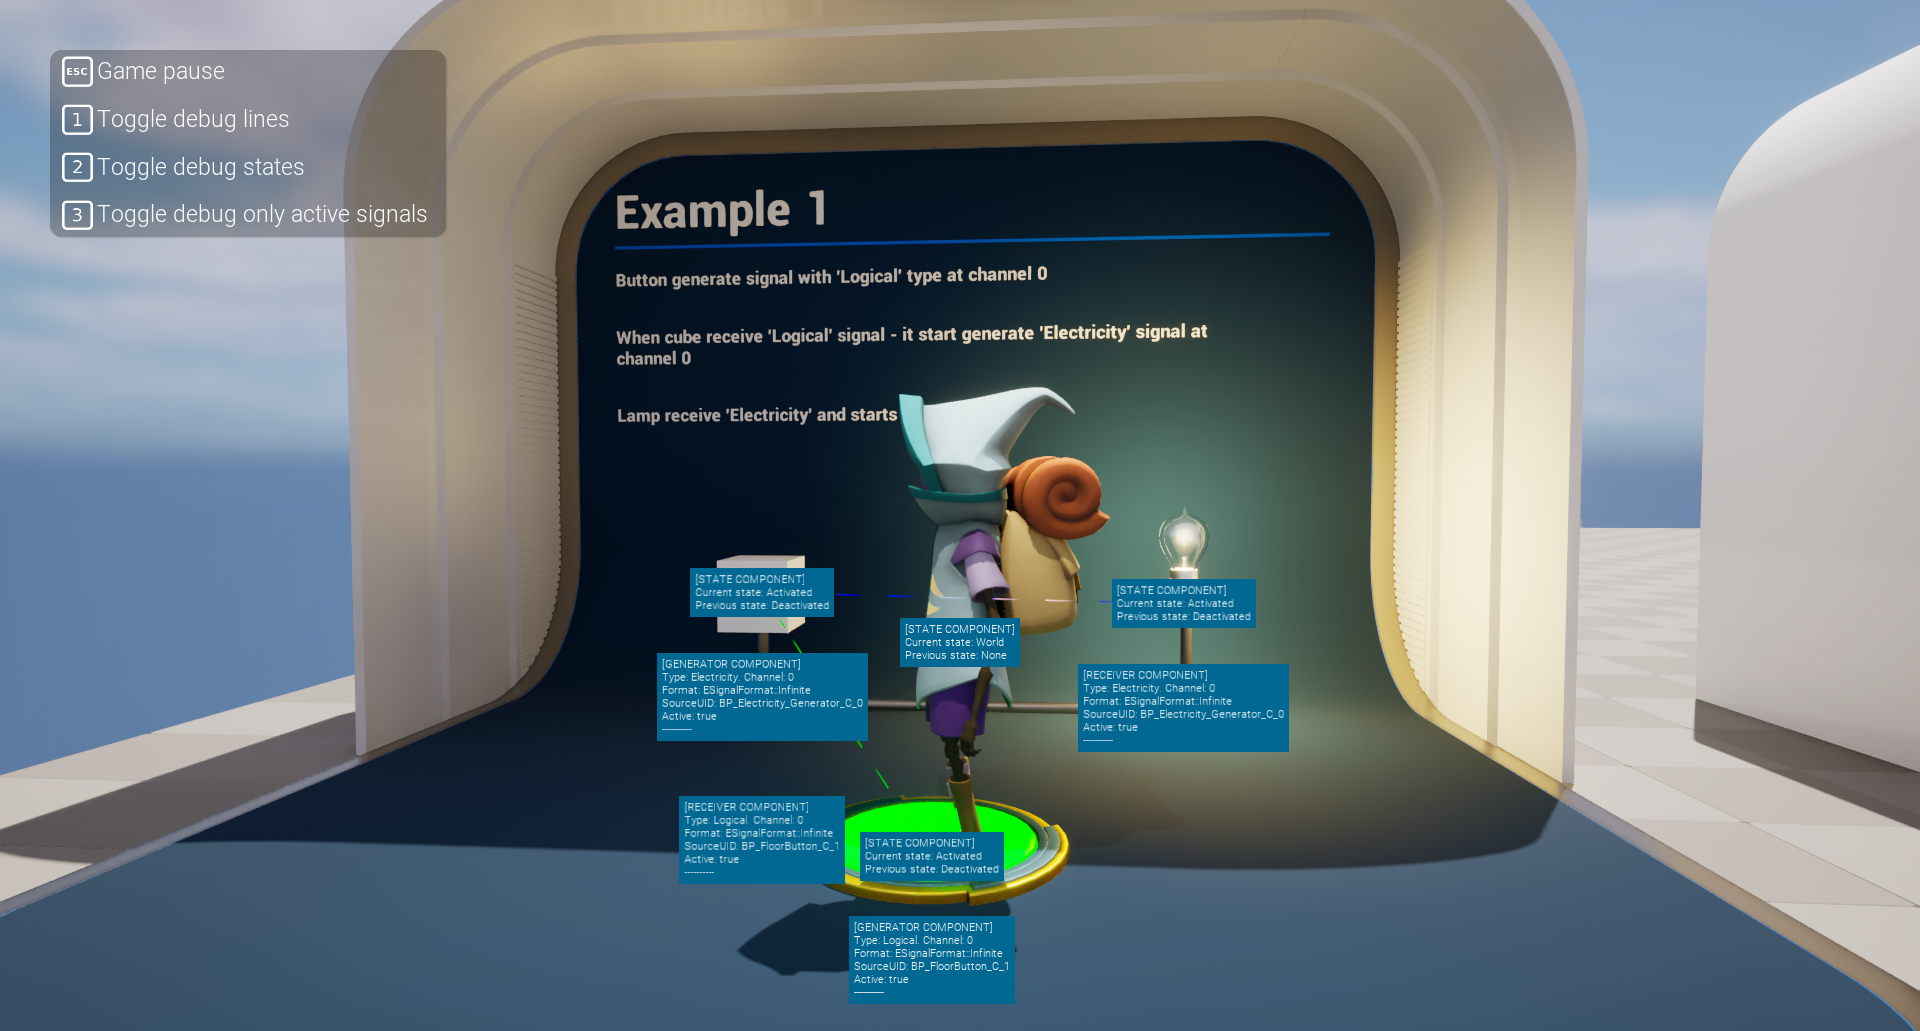 ESC Game pause
1 Toggle debug lines
2 Toggle debug states
3 Toggle debug only active signals
Example 1
Button generate signal with 'Logical' type at channel 0
When cube receive 'Logical' signal - it start generate 'Electricity' signal at
channel 0
Lamp receive 'Electricity' and starts
[STATE COMPONENT]
Current state: Activated
Previous state: Deactivated
[STATE COMPONENT]
Current state: World
Previous state: None
[STATE COMPONENT]
Current state: Activated
Previous state: Deactivated
[GENERATOR COMPONENT]
Type: Electricity. Channel: 0
Format: ESignalFormat::Infinite
SourceUID: BP_Electricity_Generator_C_0
Active: true
----------
[RECEIVER COMPONENT]
Type: Electricity. Channel: 0
Format: ESignalFormat::Infinite
SourceUID: BP_Electricity_Generator_C_0
Active: true
----------
[RECEIVER COMPONENT]
Type: Logical. Channel: 0
Format: ESignalFormat::Infinite
SourceUID: BP_FloorButton_C_1
Active: true
----------
[STATE COMPONENT]
Current state: Activated
Previous state: Deactivated
[GENERATOR COMPONENT]
Type: Logical. Channel: 0
Format: ESignalFormat::Infinite
SourceUID: BP_FloorButton_C_1
Active: true
----------